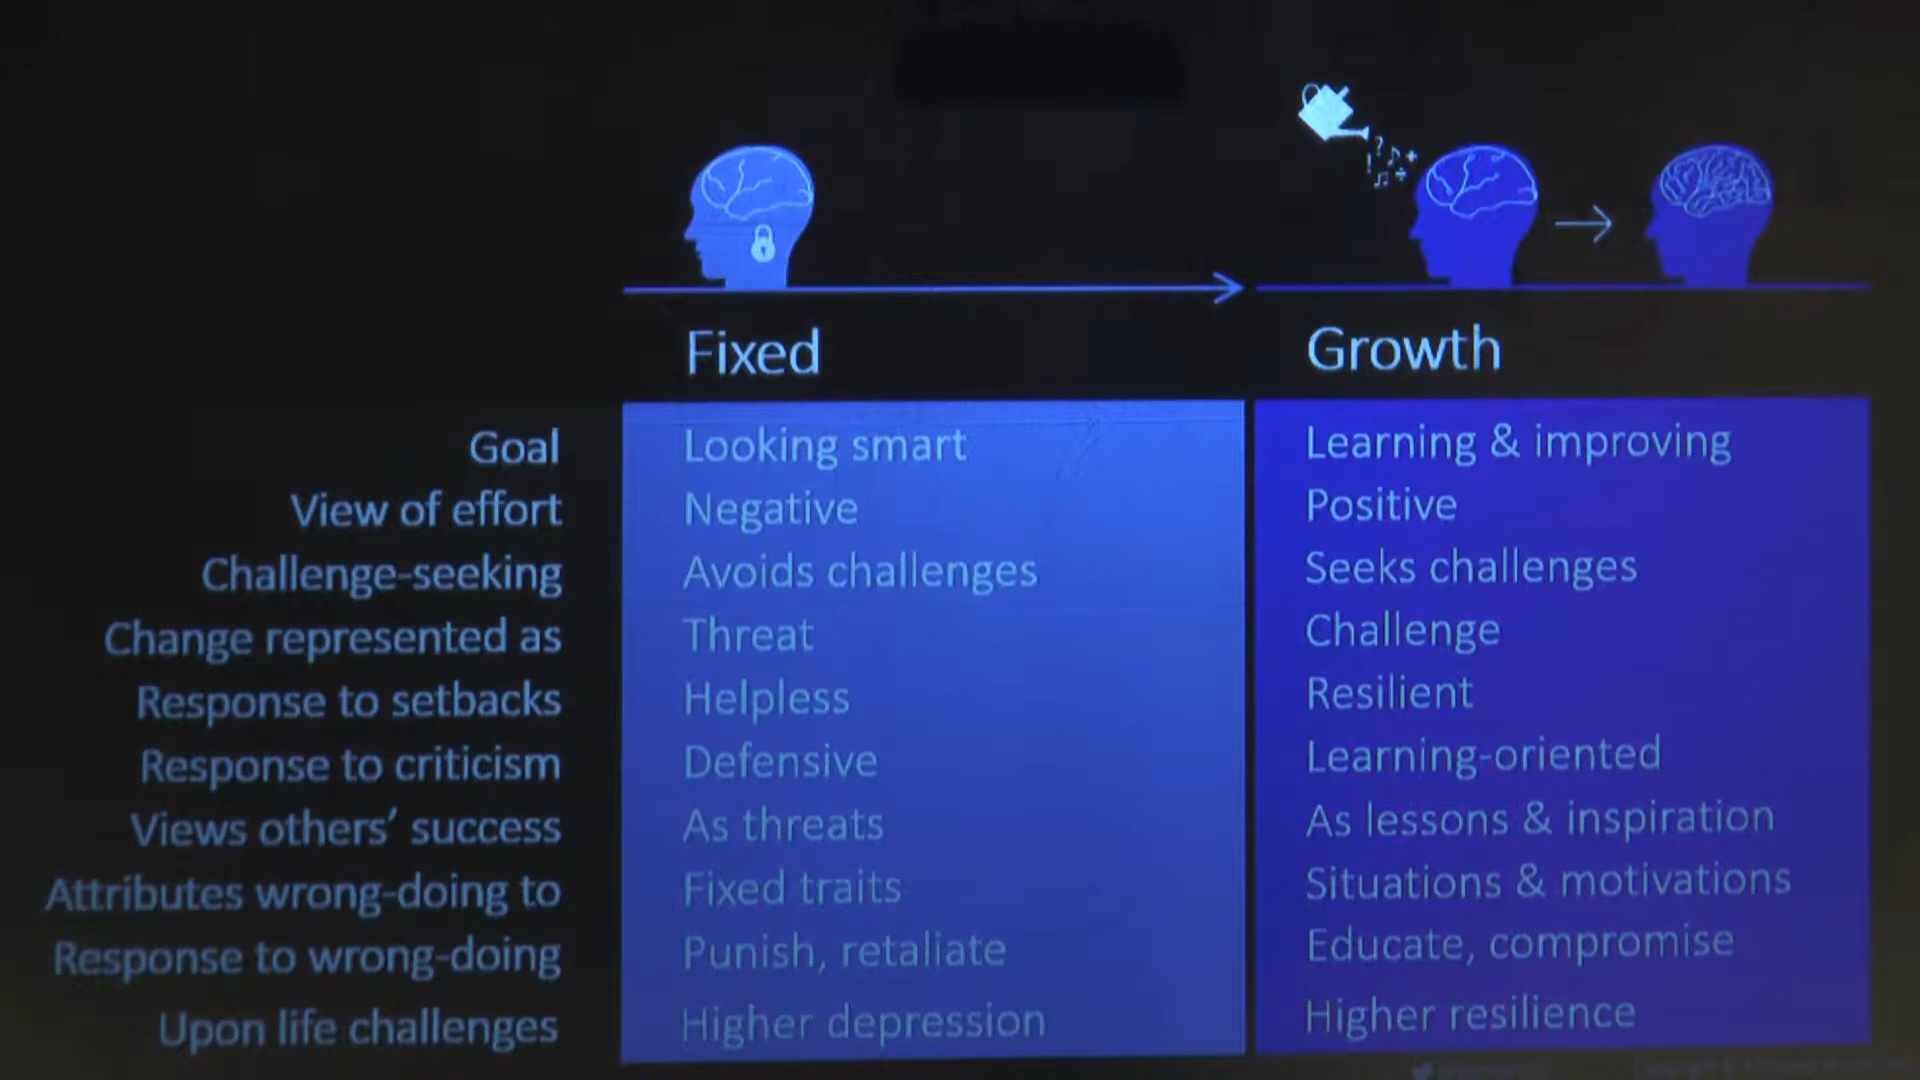 Fixed Growth
Goal Looking smart Learning & improving
View of effort Negative Positive
Challenge-seeking Avoids challenges Seeks challenges
Change represented as Threat Challenge
Response to setbacks Helpless Resilient
Response to criticism Defensive Learning-oriented
Views others’ success As threats As lessons & inspiration
Attributes wrong-doing to Fixed traits Situations & motivations
Response to wrong-doing Punish, retaliate Educate, compromise
Upon life challenges Higher depression Higher resilience